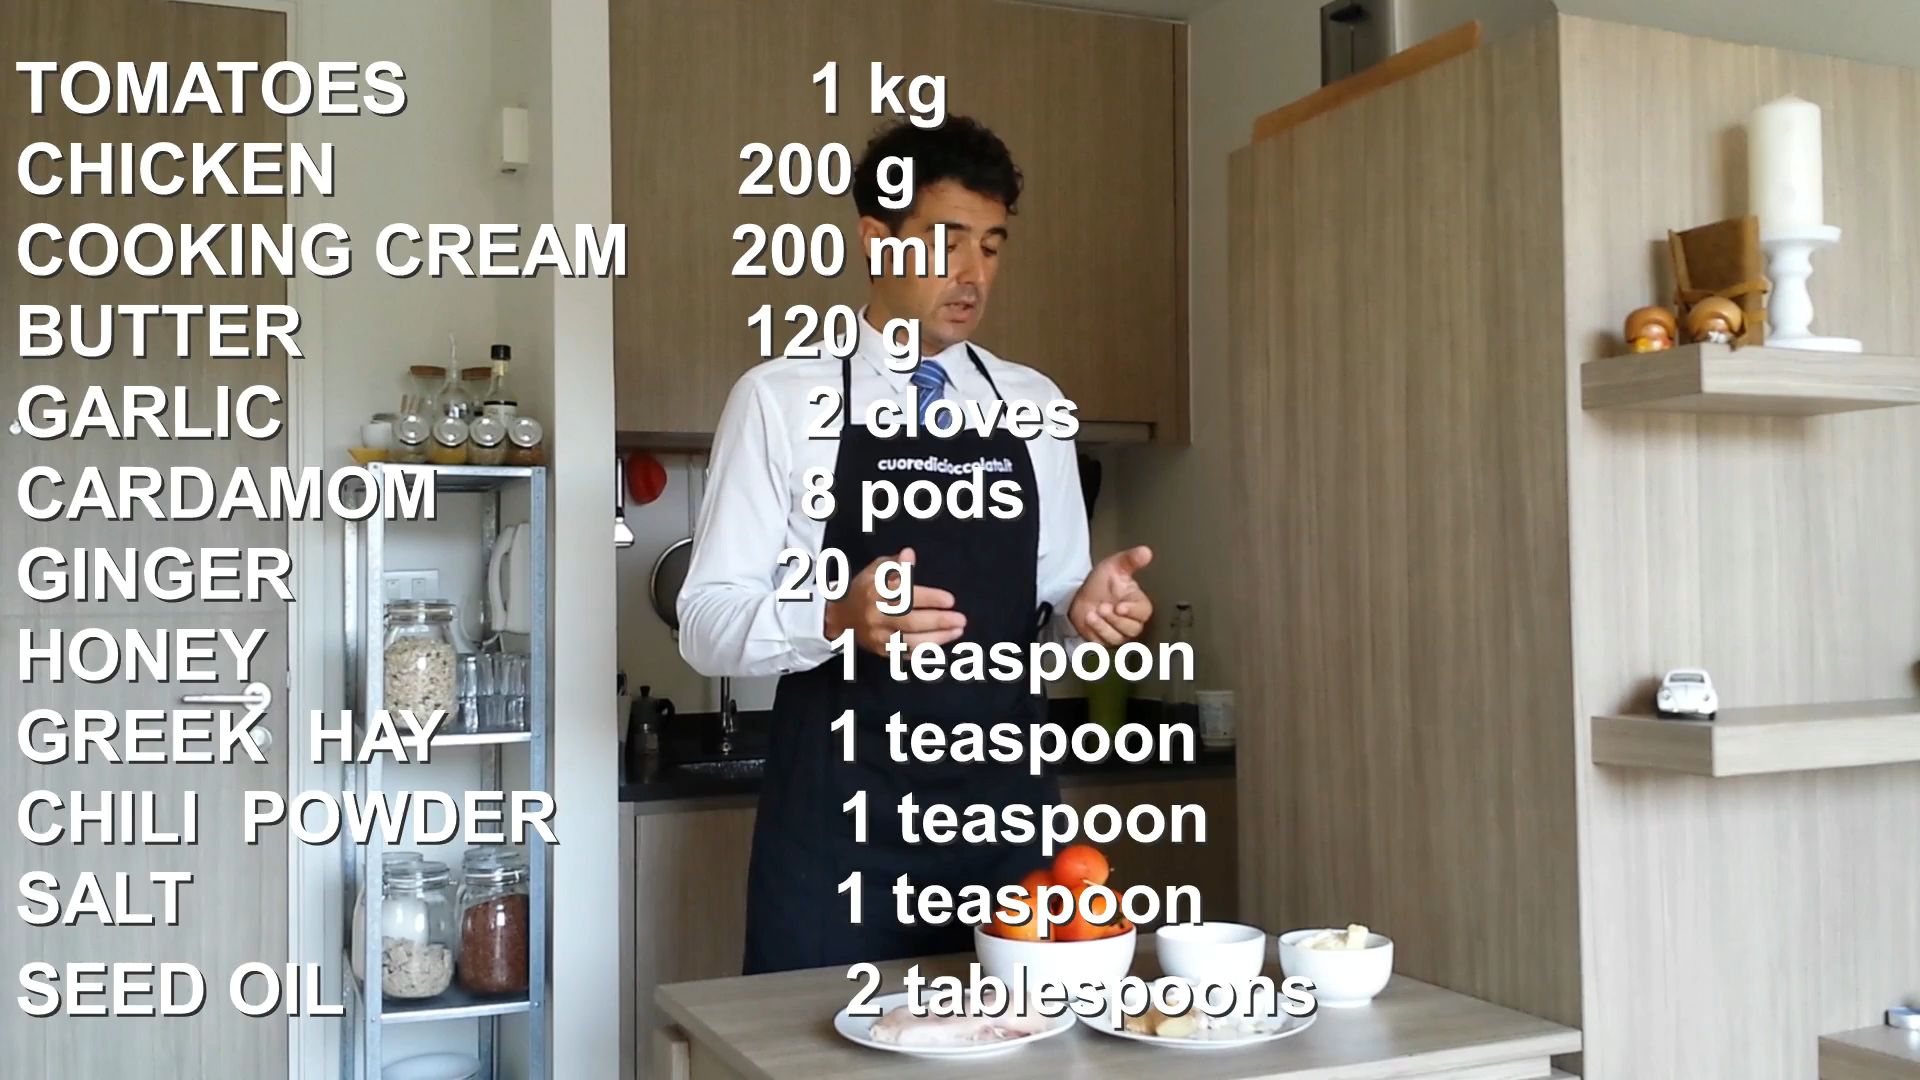 TOMATOES 1 kg
CHICKEN 200 g
COOKING CREAM 200 ml
BUTTER 120 g
GARLIC 2 cloves
cuoredicioccolato.it
CARDAMOM 8 pods
GINGER 20 g
HONEY 1 teaspoon
GREEK HAY 1 teaspoon
CHILI POWDER 1 teaspoon
SALT 1 teaspoon
SEED OIL 2 tablespoons